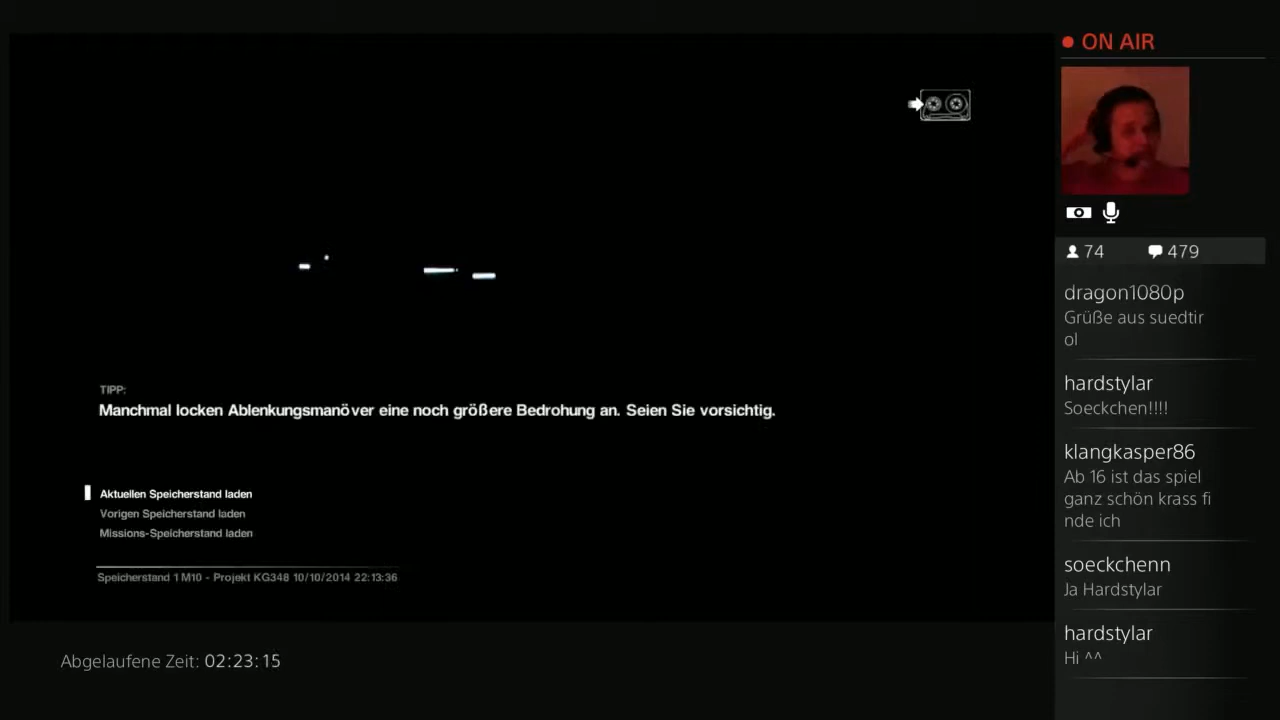 TIPP:
Manchmal locken Ablenkungsmanöver eine noch größere Bedrohung an. Seien Sie vorsichtig.
Aktuellen Speicherstand laden
Vorigen Speicherstand laden
Missions-Speicherstand laden
Speicherstand 1 M10 - Projekt KG348 10/10/2014 22:13:36
Abgelaufene Zeit: 02:23:15
ON AIR
74 479
dragon1080p
Grüße aus suedtir
ol
hardstylar
Soeckchen!!!!
klangkasper86
Ab 16 ist das spiel
ganz schön krass fi
nde ich
soeckchenn
Ja Hardstylar
hardstylar
Hi ^^